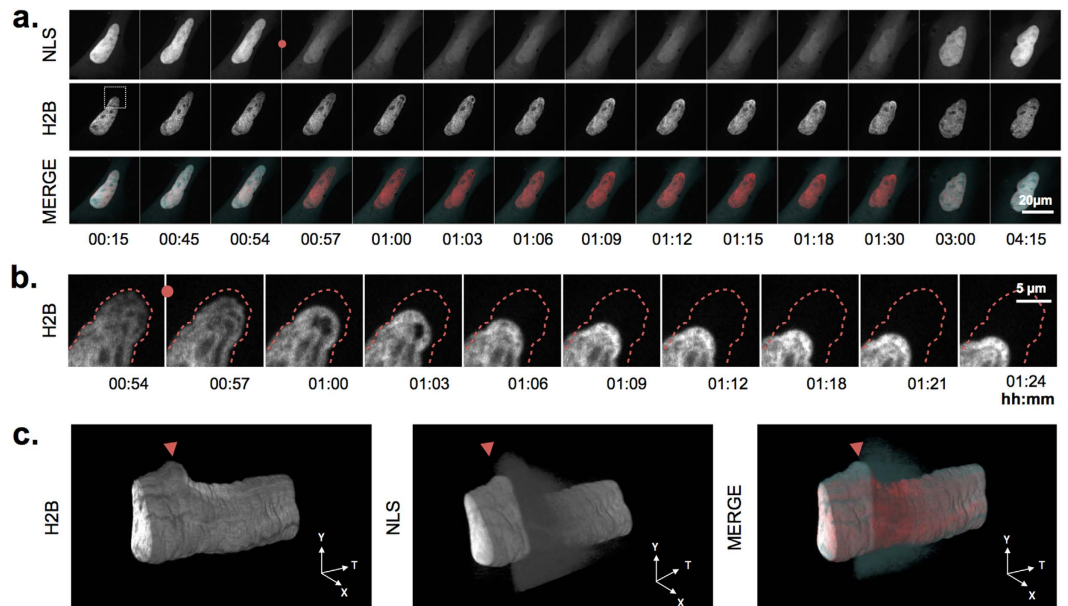 a.
NLS
H2B
MERGE
20µm
00:15 00:45 00:54 00:57 01:00 01:03 01:06 01:09 01:12 01:15 01:18 01:30 03:00 04:15
b.
H2B
5 µm
00:54 00:57 01:00 01:03 01:06 01:09 01:12 01:18 01:21 01:24
hh:mm
c.
H2B
Y
T
X
NLS
Y
T
X
MERGE
Y
T
X